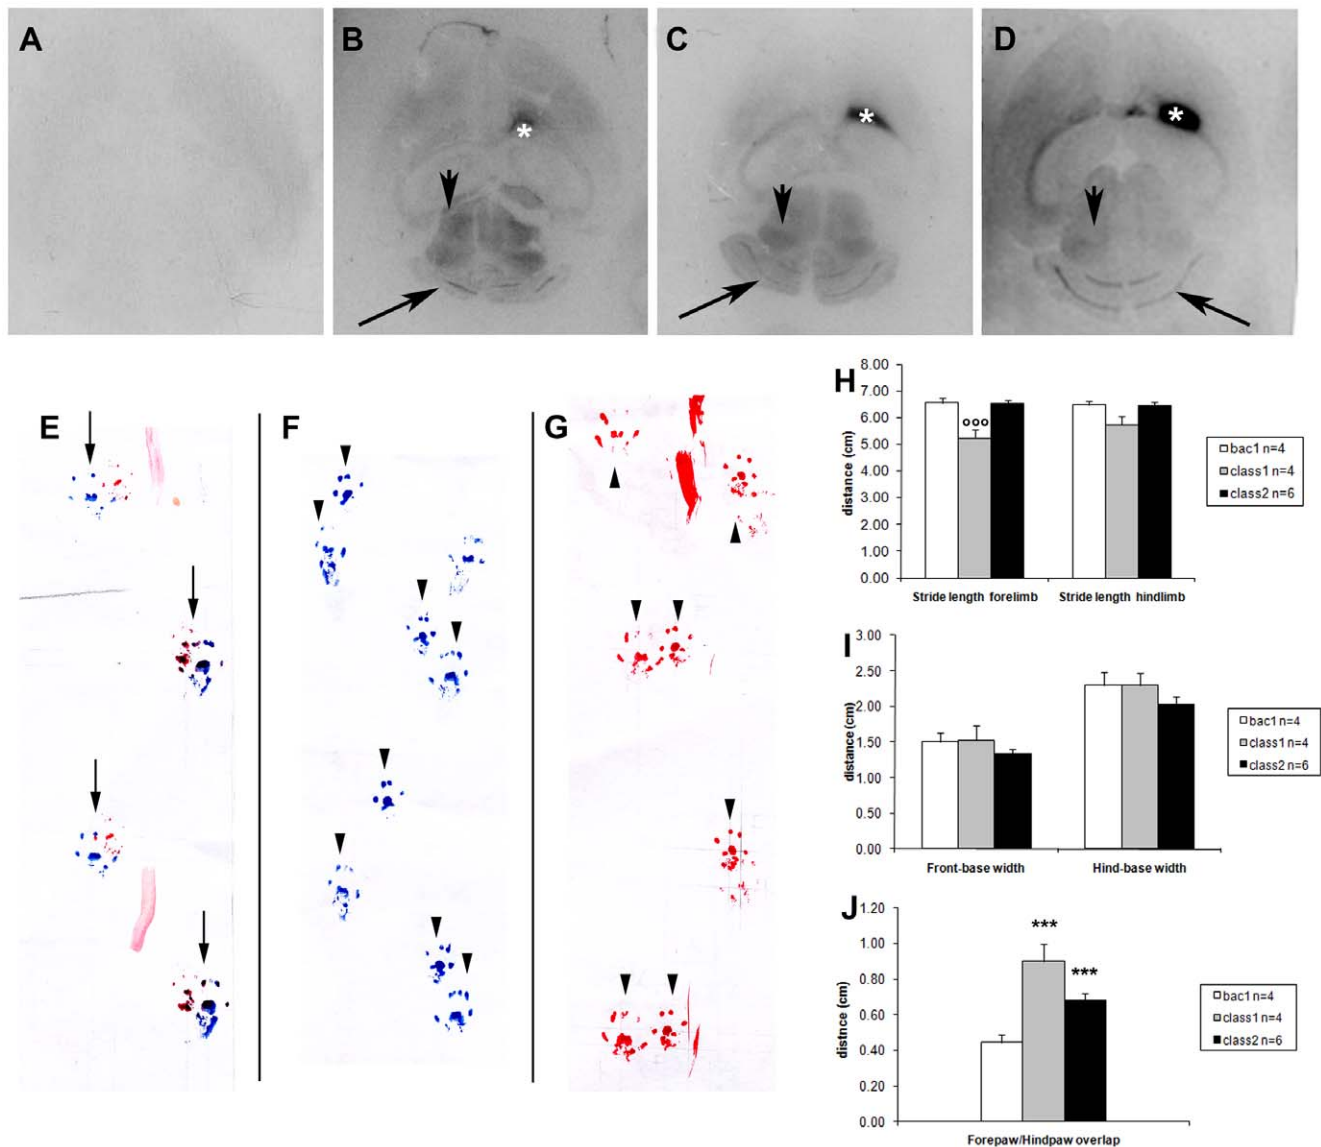 A
B
C
D
*
*
*
E
F
G
H
8.00
7.00
6.00
5.00
4.00
3.00
2.00
1.00
0.00
distance (cm)
ooo
Stride length forelimb
Stride length hindlimb
bac1 n=4
class1 n=4
class2 n=6
I
3.00
2.50
2.00
1.50
1.00
0.50
0.00
distance (cm)
Front-base width
Hind-base width
bac1 n=4
class1 n=4
class2 n=6
J
1.20
1.00
0.80
0.60
0.40
0.20
0.00
distnce (cm)
***
***
Forepaw/Hindpaw overlap
bac1 n=4
class1 n=4
class2 n=6